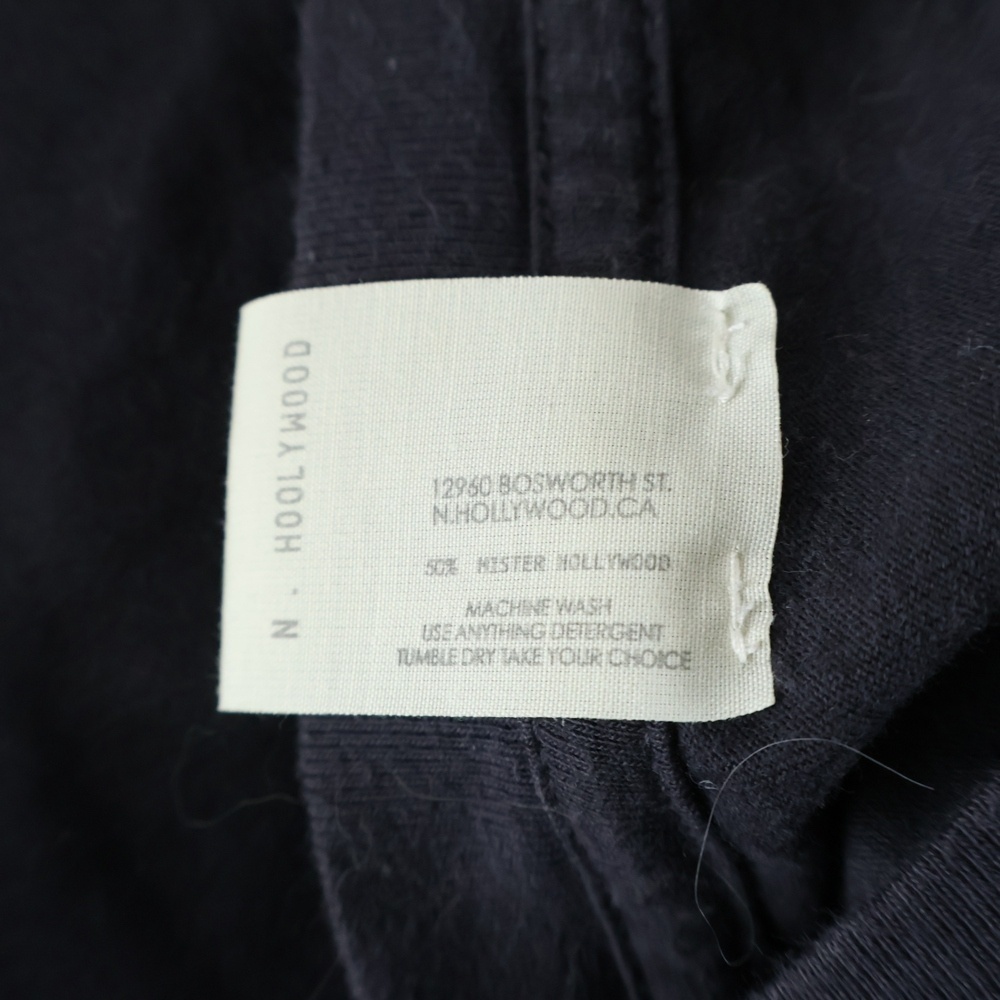 N. HOOLYWOOD
12960 BOSWORTH ST.
N.HOLLYWOOD.CA
50% MISTER HOLLYWOOD
MACHINE WASH
USE ANYTHING DETERGENT
TUMBLE DRY TAKE YOUR CHOICE